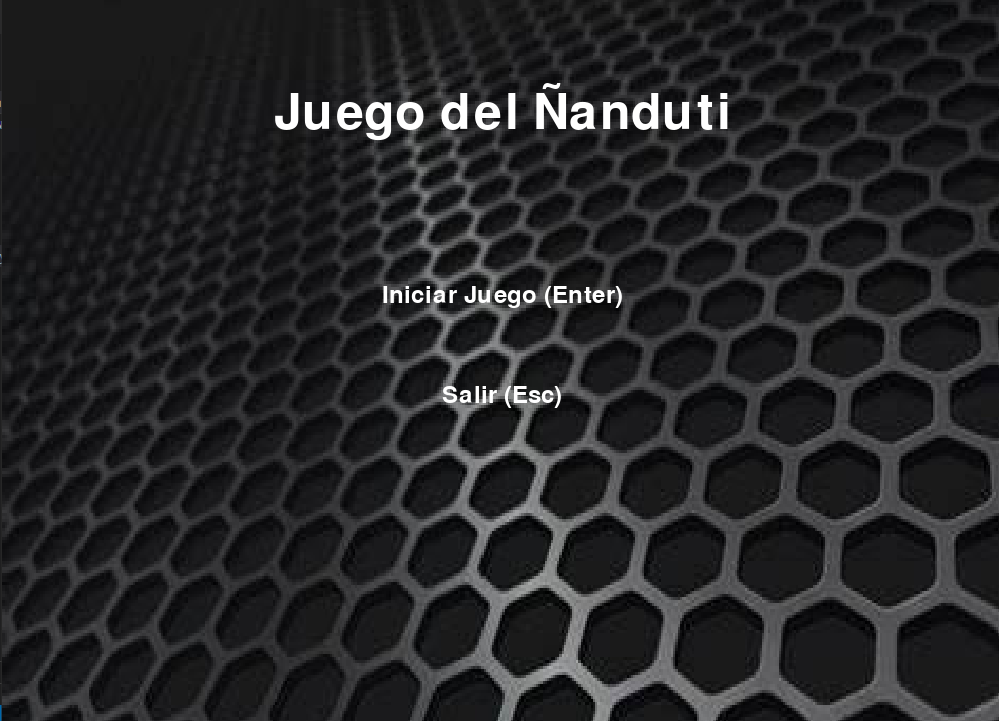 Juego del Ñanduti
Iniciar Juego (Enter)
Salir (Esc)